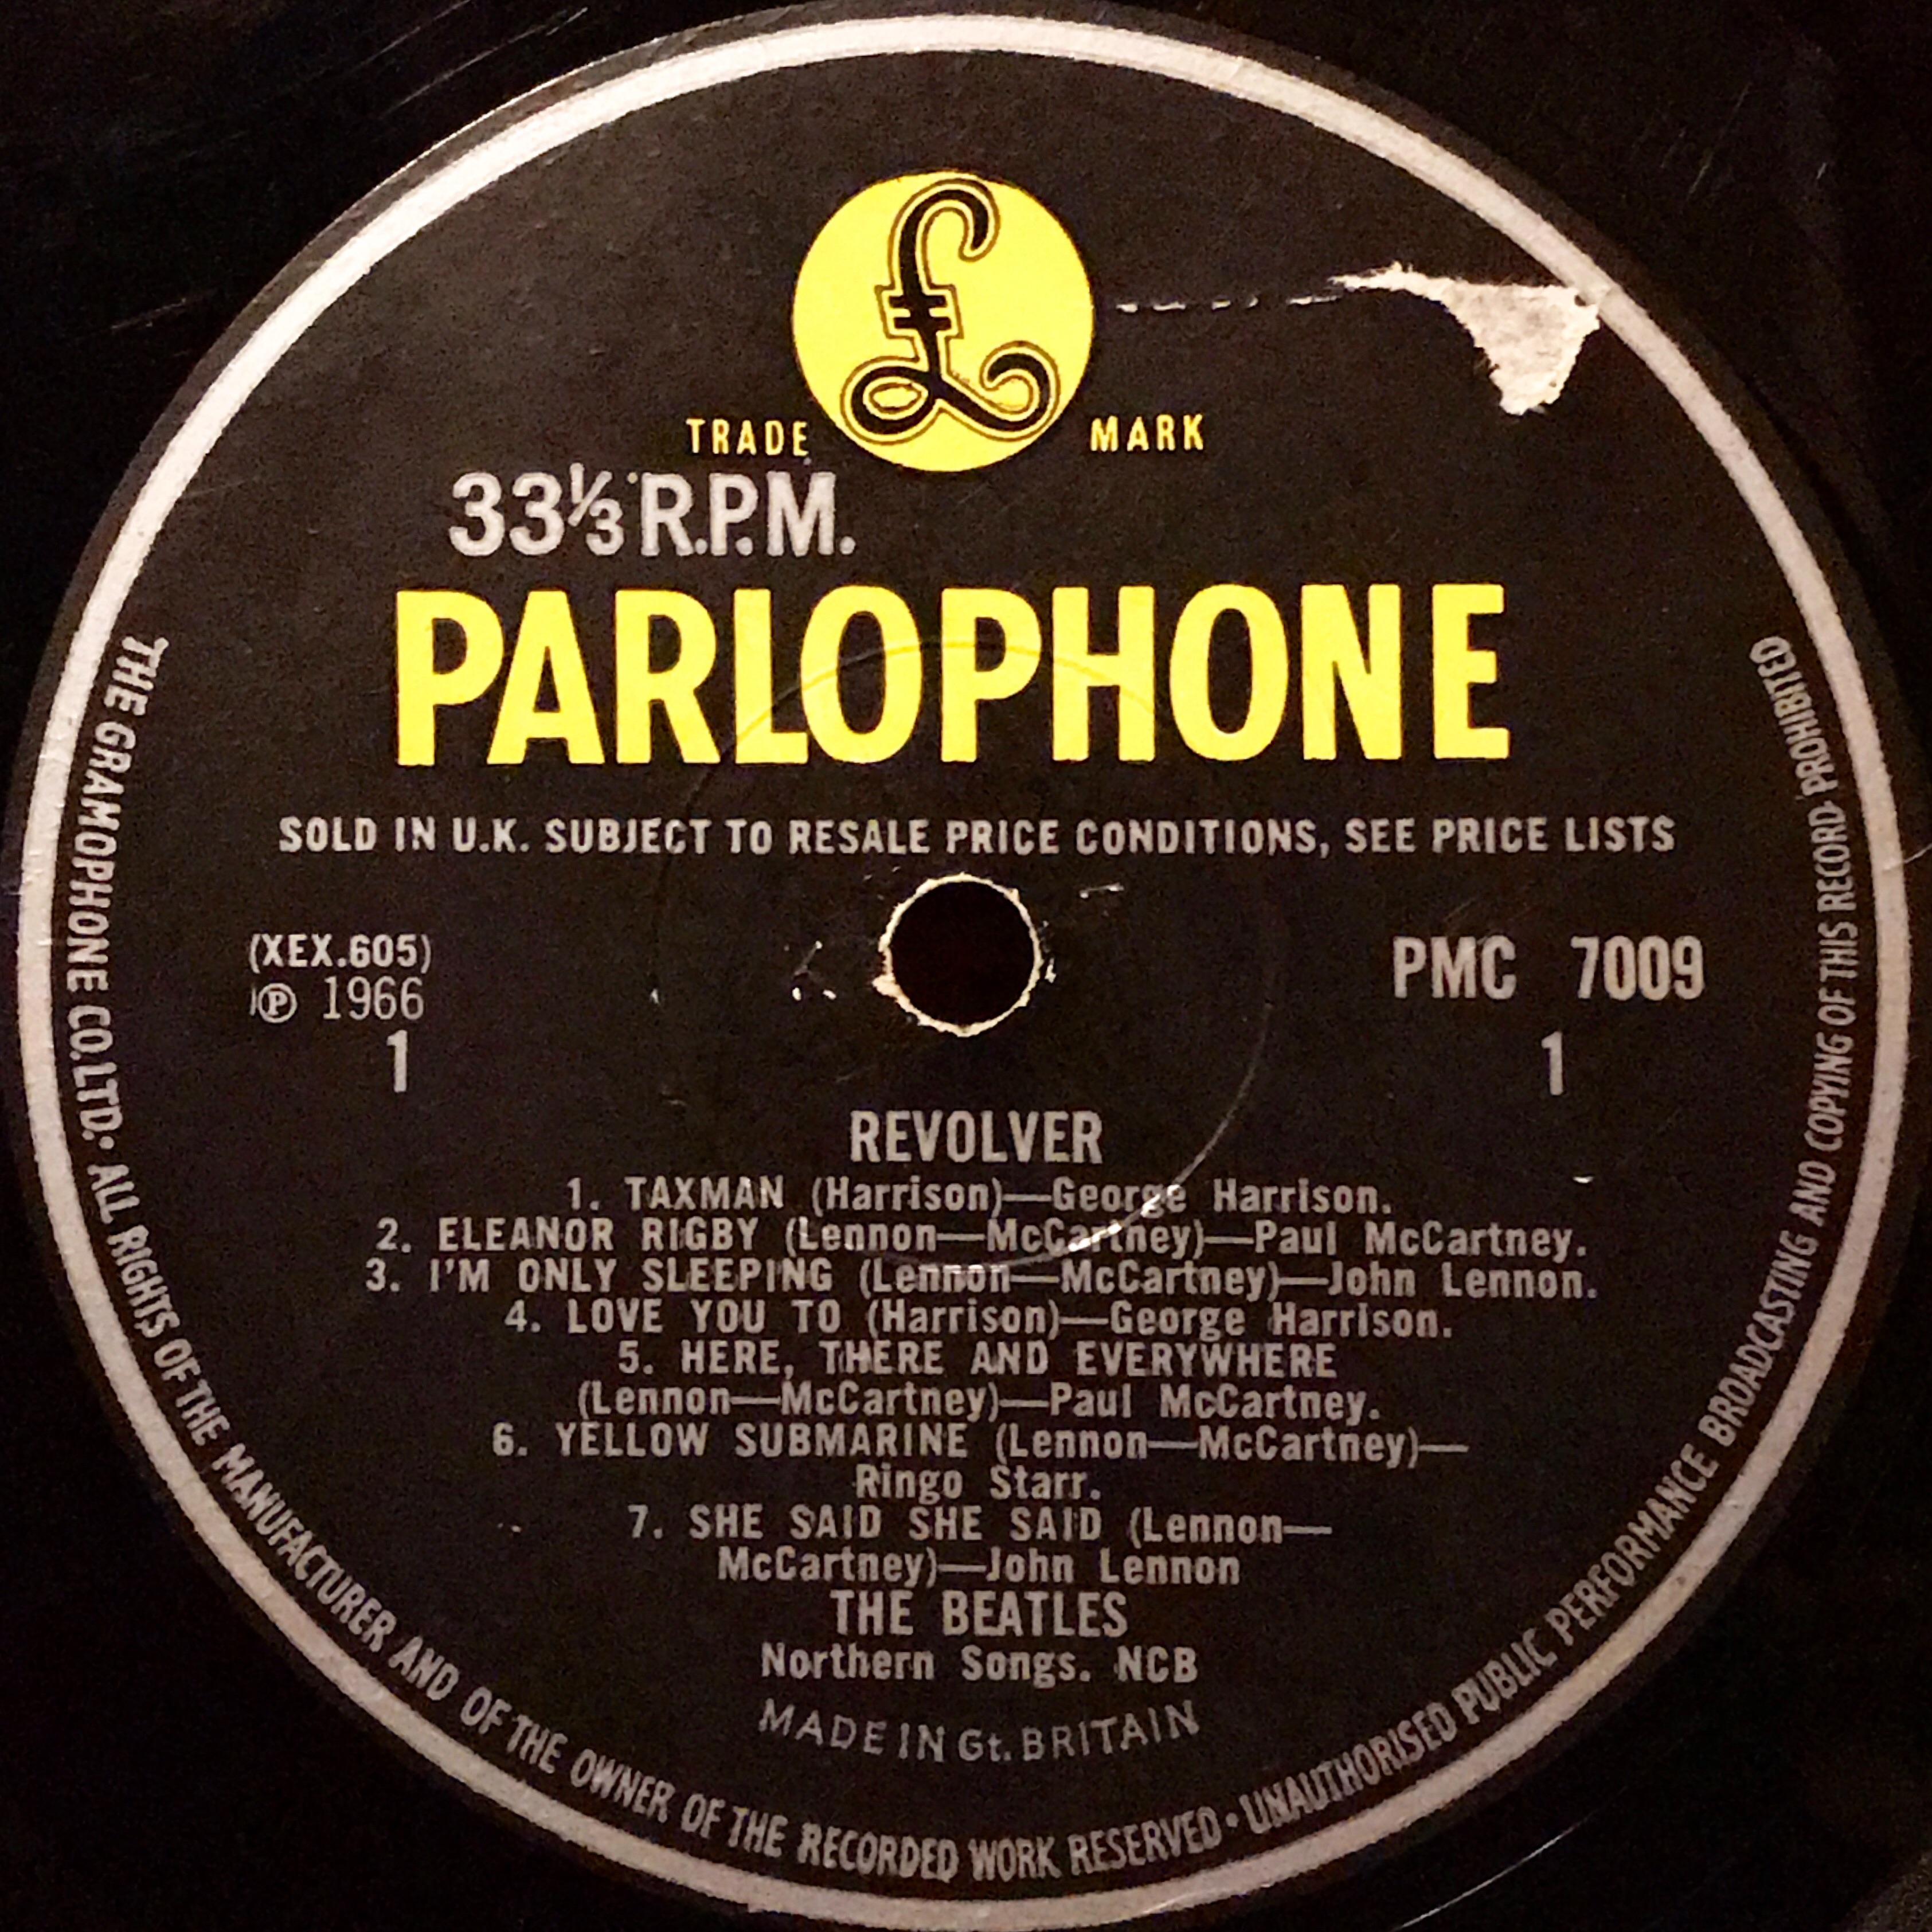 £
TRADE MARK
33⅓ R.P.M.
PARLOPHONE
SOLD IN U.K. SUBJECT TO RESALE PRICE CONDITIONS, SEE PRICE LISTS
(XEX.605)
℗ 1966
1
PMC 7009
1
REVOLVER
1. TAXMAN (Harrison)—George Harrison.
2. ELEANOR RIGBY (Lennon—McCartney)—Paul McCartney.
3. I'M ONLY SLEEPING (Lennon—McCartney)—John Lennon.
4. LOVE YOU TO (Harrison)—George Harrison.
5. HERE, THERE AND EVERYWHERE
(Lennon—McCartney)—Paul McCartney.
6. YELLOW SUBMARINE (Lennon—McCartney)—
Ringo Starr.
7. SHE SAID SHE SAID (Lennon—
McCartney)—John Lennon
THE BEATLES
Northern Songs. NCB
MADE IN Gt. BRITAIN
THE GRAMOPHONE CO. LTD. • ALL RIGHTS OF THE MANUFACTURER AND OF THE OWNER OF THE RECORDED WORK RESERVED • UNAUTHORISED PUBLIC PERFORMANCE BROADCASTING AND COPYING OF THIS RECORD PROHIBITED